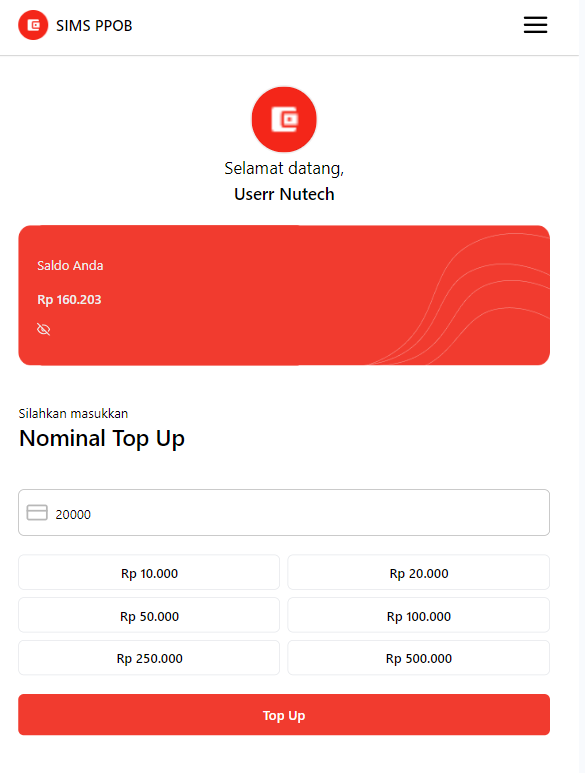 SIMS PPOB
Selamat datang,
Userr Nutech
Saldo Anda
Rp 160.203
Silahkan masukkan
Nominal Top Up
20000
Rp 10.000
Rp 20.000
Rp 50.000
Rp 100.000
Rp 250.000
Rp 500.000
Top Up